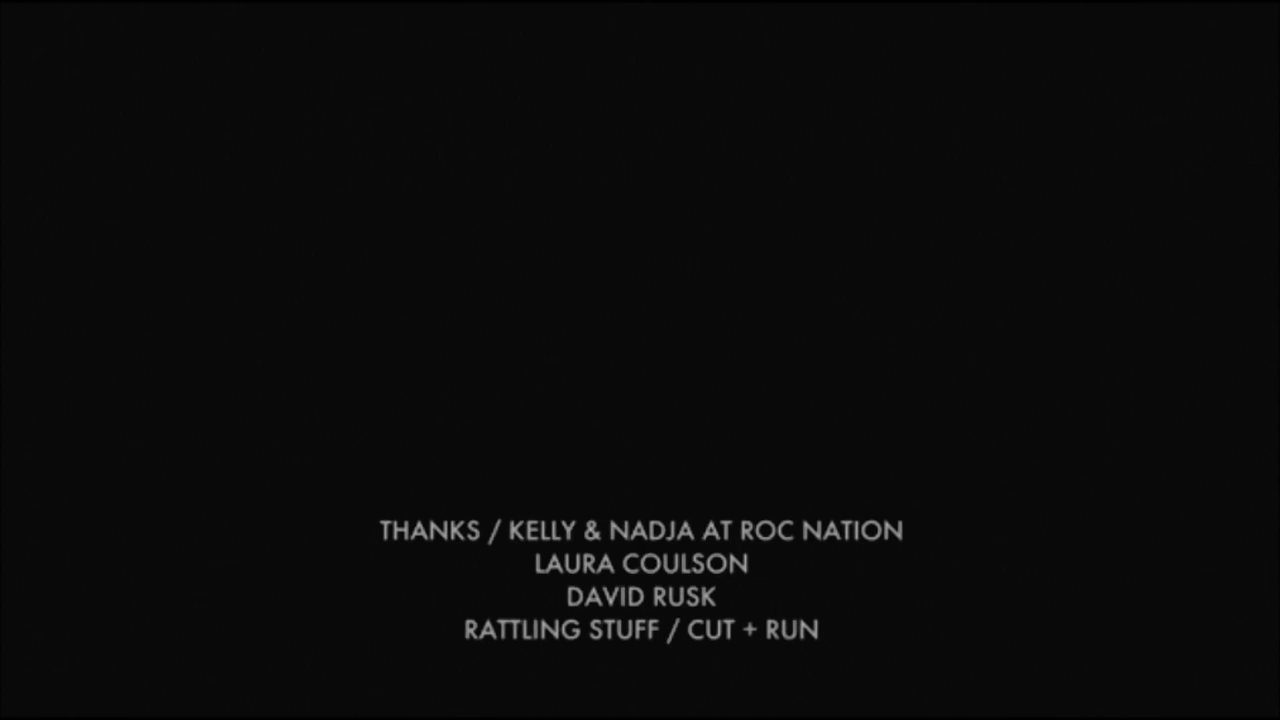 THANKS / KELLY & NADJA AT ROC NATION
LAURA COULSON
DAVID RUSK
RATTLING STUFF / CUT + RUN